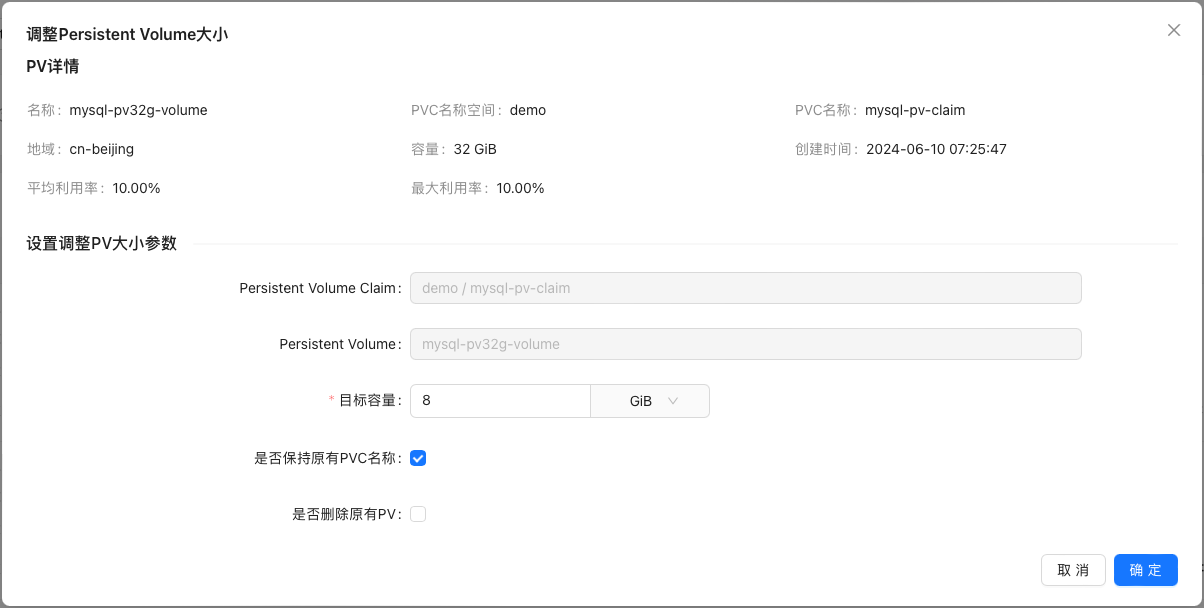 调整Persistent Volume大小
PV详情
名称: mysql-pv32g-volume PVC名称空间: demo PVC名称: mysql-pv-claim
地域: cn-beijing 容量: 32 GiB 创建时间: 2024-06-10 07:25:47
平均利用率: 10.00% 最大利用率: 10.00%
设置调整PV大小参数
Persistent Volume Claim: demo / mysql-pv-claim
Persistent Volume: mysql-pv32g-volume
* 目标容量: 8 GiB
是否保持原有PVC名称:
是否删除原有PV:
取 消 确 定